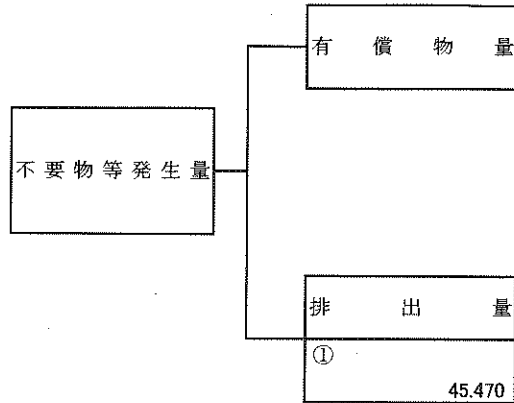 有償物量
不要物等発生量
排出量
①
45.470